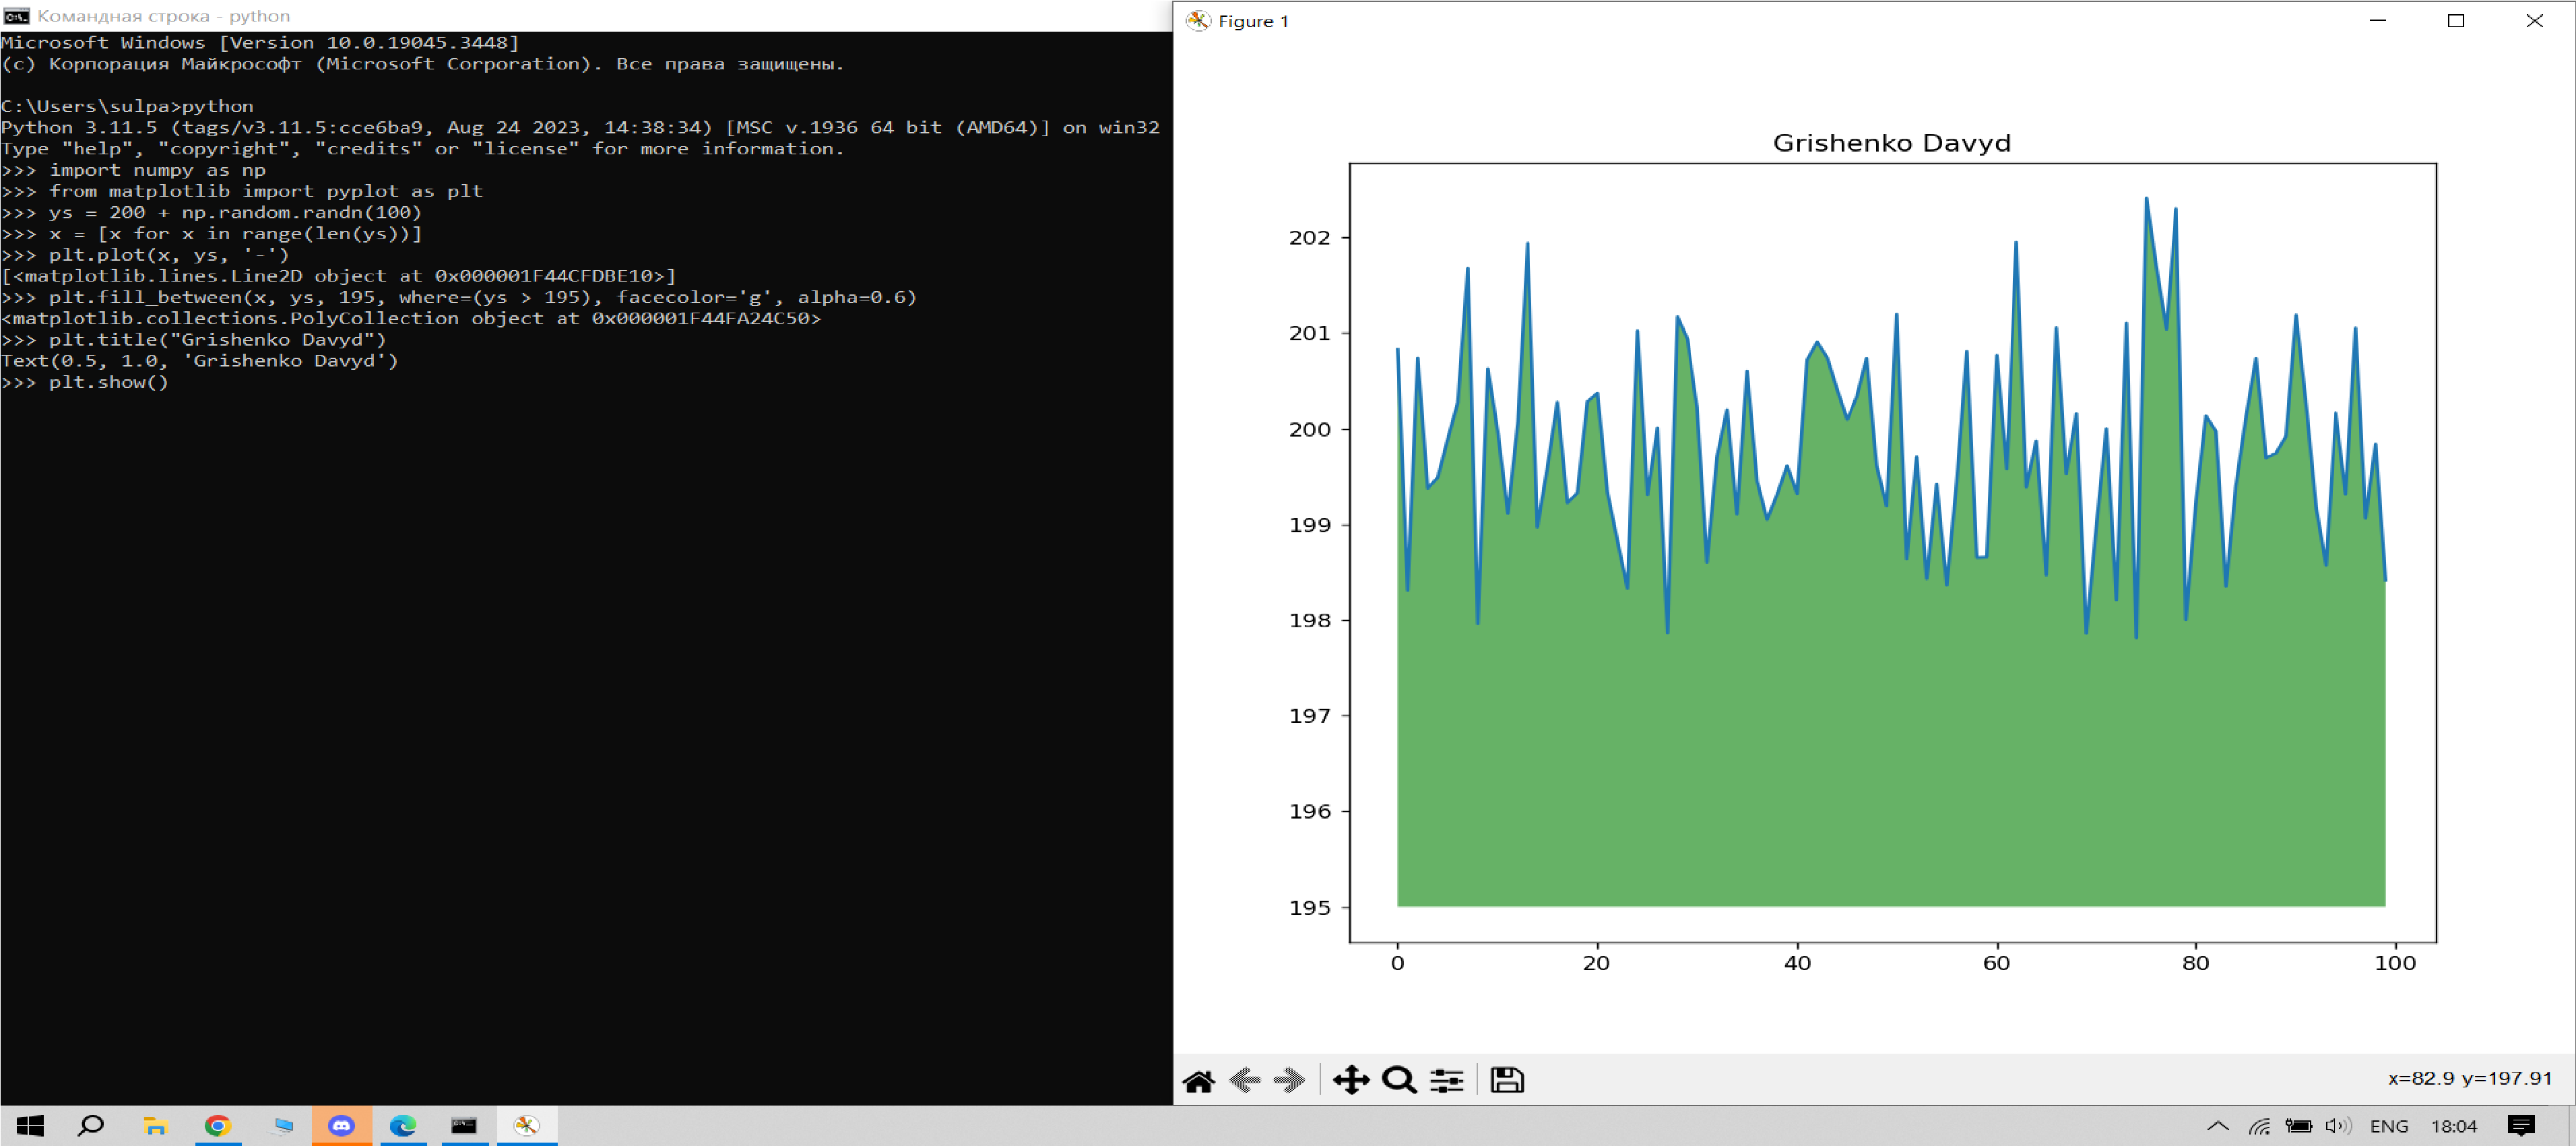 Командная строка - python
Microsoft Windows [Version 10.0.19045.3448]
(c) Корпорация Майкрософт (Microsoft Corporation). Все права защищены.
C:\Users\sulpa>python
Python 3.11.5 (tags/v3.11.5:cce6ba9, Aug 24 2023, 14:38:34) [MSC v.1936 64 bit (AMD64)] on win32
Type "help", "copyright", "credits" or "license" for more information.
>>> import numpy as np
>>> from matplotlib import pyplot as plt
>>> ys = 200 + np.random.randn(100)
>>> x = [x for x in range(len(ys))]
>>> plt.plot(x, ys, '-')
[<matplotlib.lines.Line2D object at 0x000001F44CFDBE10>]
>>> plt.fill_between(x, ys, 195, where=(ys > 195), facecolor='g', alpha=0.6)
<matplotlib.collections.PolyCollection object at 0x000001F44FA24C50>
>>> plt.title("Grishenko Davyd")
Text(0.5, 1.0, 'Grishenko Davyd')
>>> plt.show()
Figure 1
Grishenko Davyd
202
201
200
199
198
197
196
195
0 20 40 60 80 100
x=82.9 y=197.91
ENG 18:04